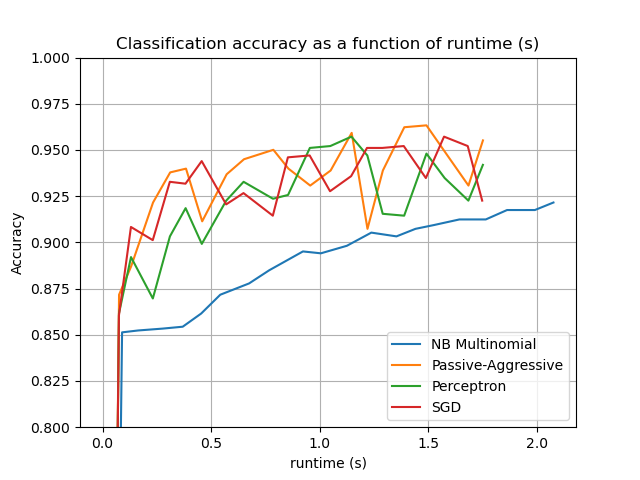 Classification accuracy as a function of runtime (s)
1.000
0.975
0.950
0.925
0.900
0.875
0.850
0.825
0.800
Accuracy
NB Multinomial
Passive-Aggressive
Perceptron
SGD
0.0 0.5 1.0 1.5 2.0
runtime (s)